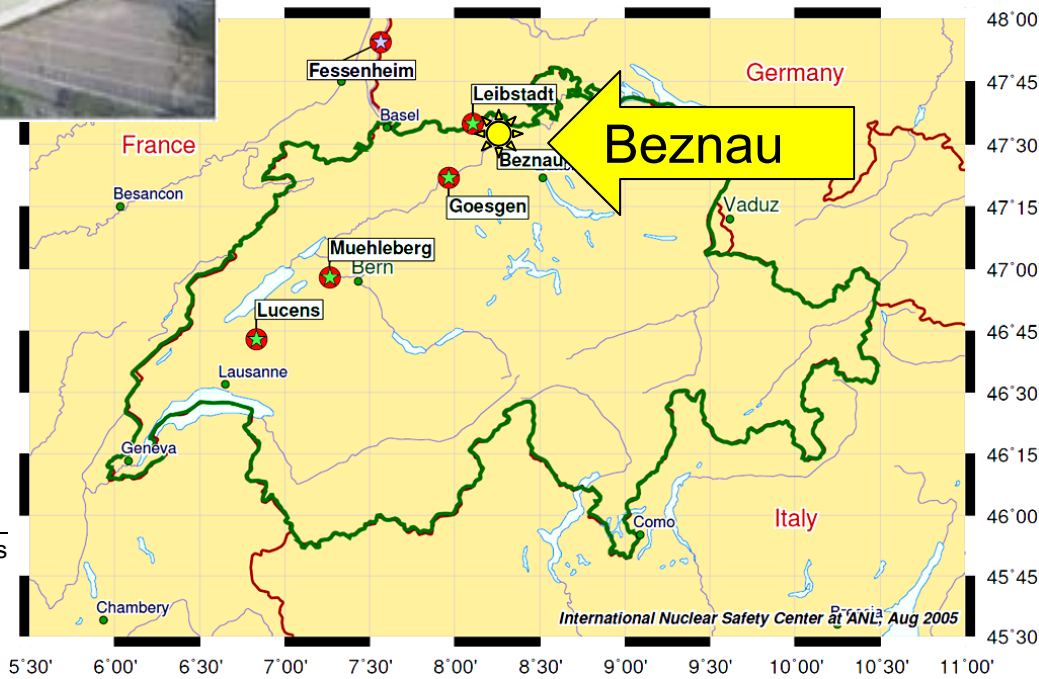 48°00'
Fessenheim
Germany
47°45'
Leibstadt
Basel
Beznau
France
47°30'
Beznau
Besancon
Goesgen
Vaduz
47°15'
Muehleberg
Bern
47°00'
Lucens
46°45'
Lausanne
46°30'
Geneva
46°15'
Como
Italy
46°00'
s
45°45'
Chambery
International Nuclear Safety Center at ANL, Aug 2005
45°30'
5°30' 6°00' 7°00' 7°30' 8°00' 8°30' 9°00' 9°30' 10°00' 10°30' 11°00'